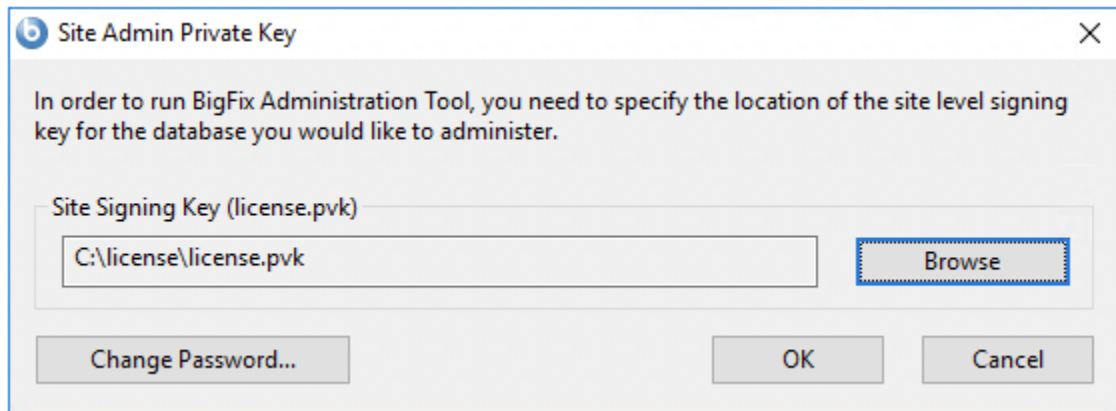 Site Admin Private Key
In order to run BigFix Administration Tool, you need to specify the location of the site level signing
key for the database you would like to administer.
Site Signing Key (license.pvk)
C:\license\license.pvk
Browse
Change Password...
OK
Cancel